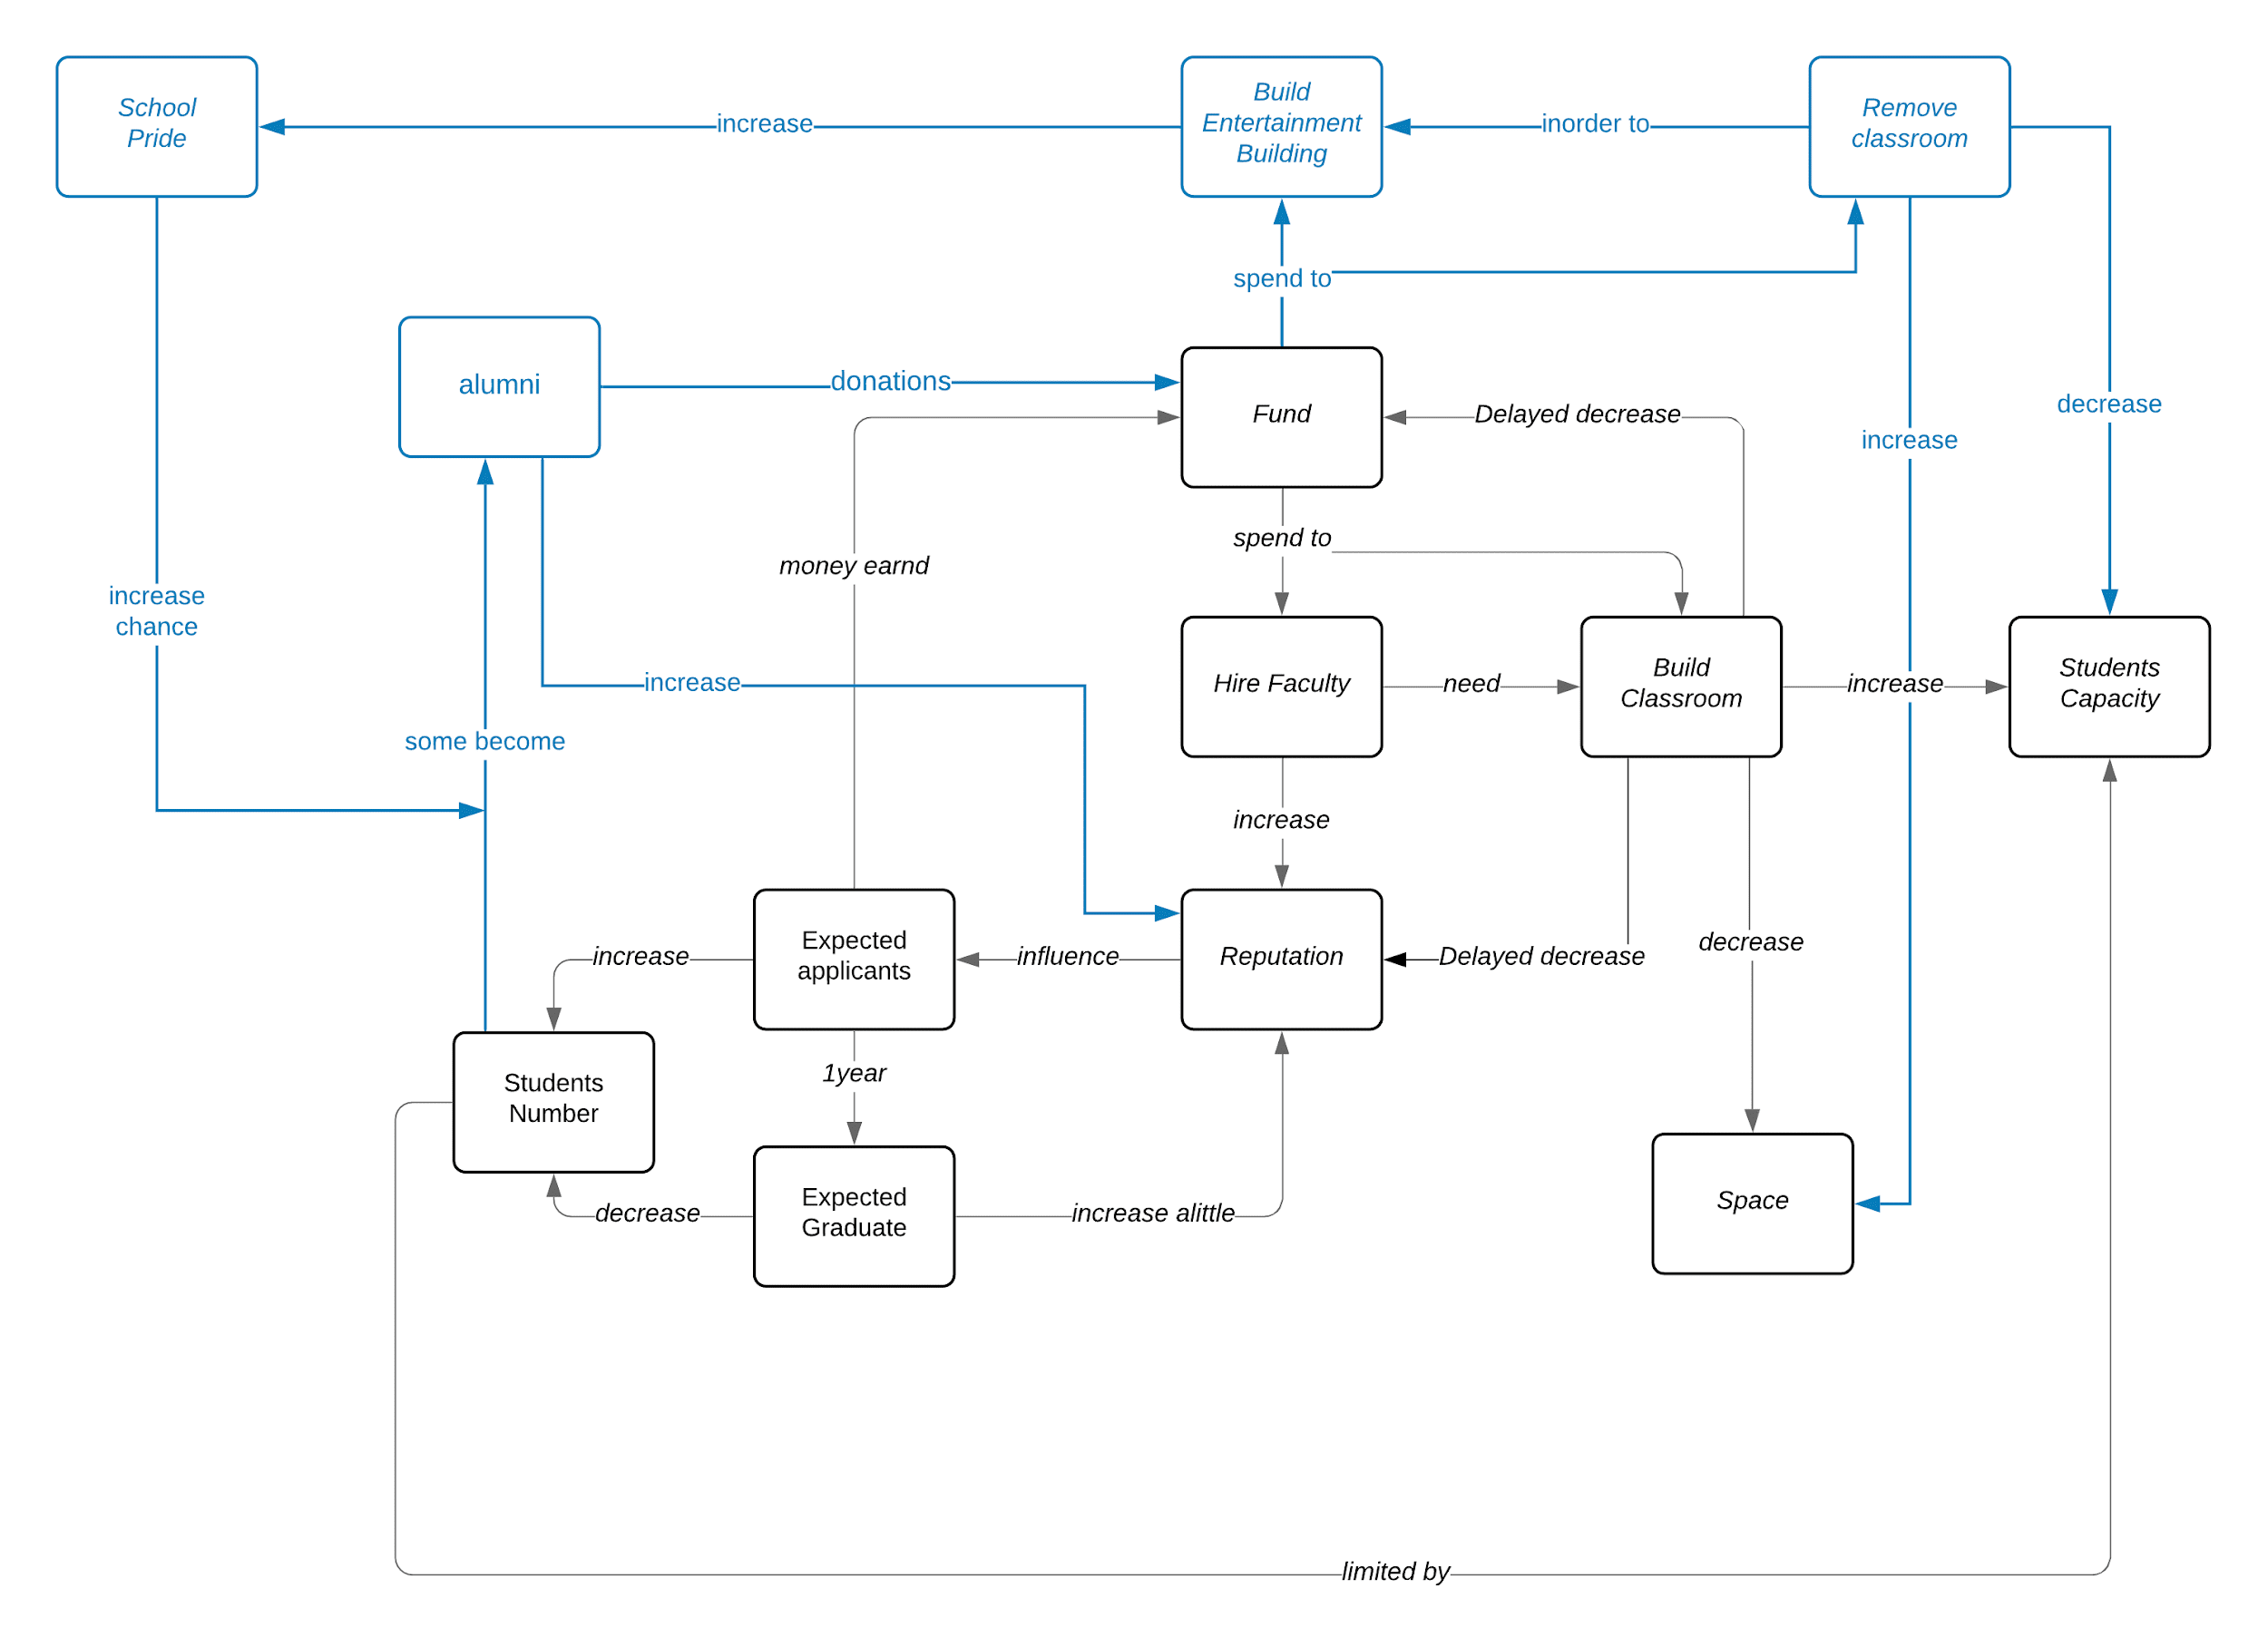 School
Pride
increase
Build
Entertainment
Building
inorder to
Remove
classroom
spend to
alumni
donations
Fund
Delayed decrease
decrease
increase
spend to
money earnd
increase
chance
Hire Faculty
need
Build
Classroom
increase
Students
Capacity
increase
some become
increase
Expected
applicants
influence
Reputation
Delayed decrease
decrease
increase
Students
Number
1year
Expected
Graduate
decrease
increase alittle
Space
limited by